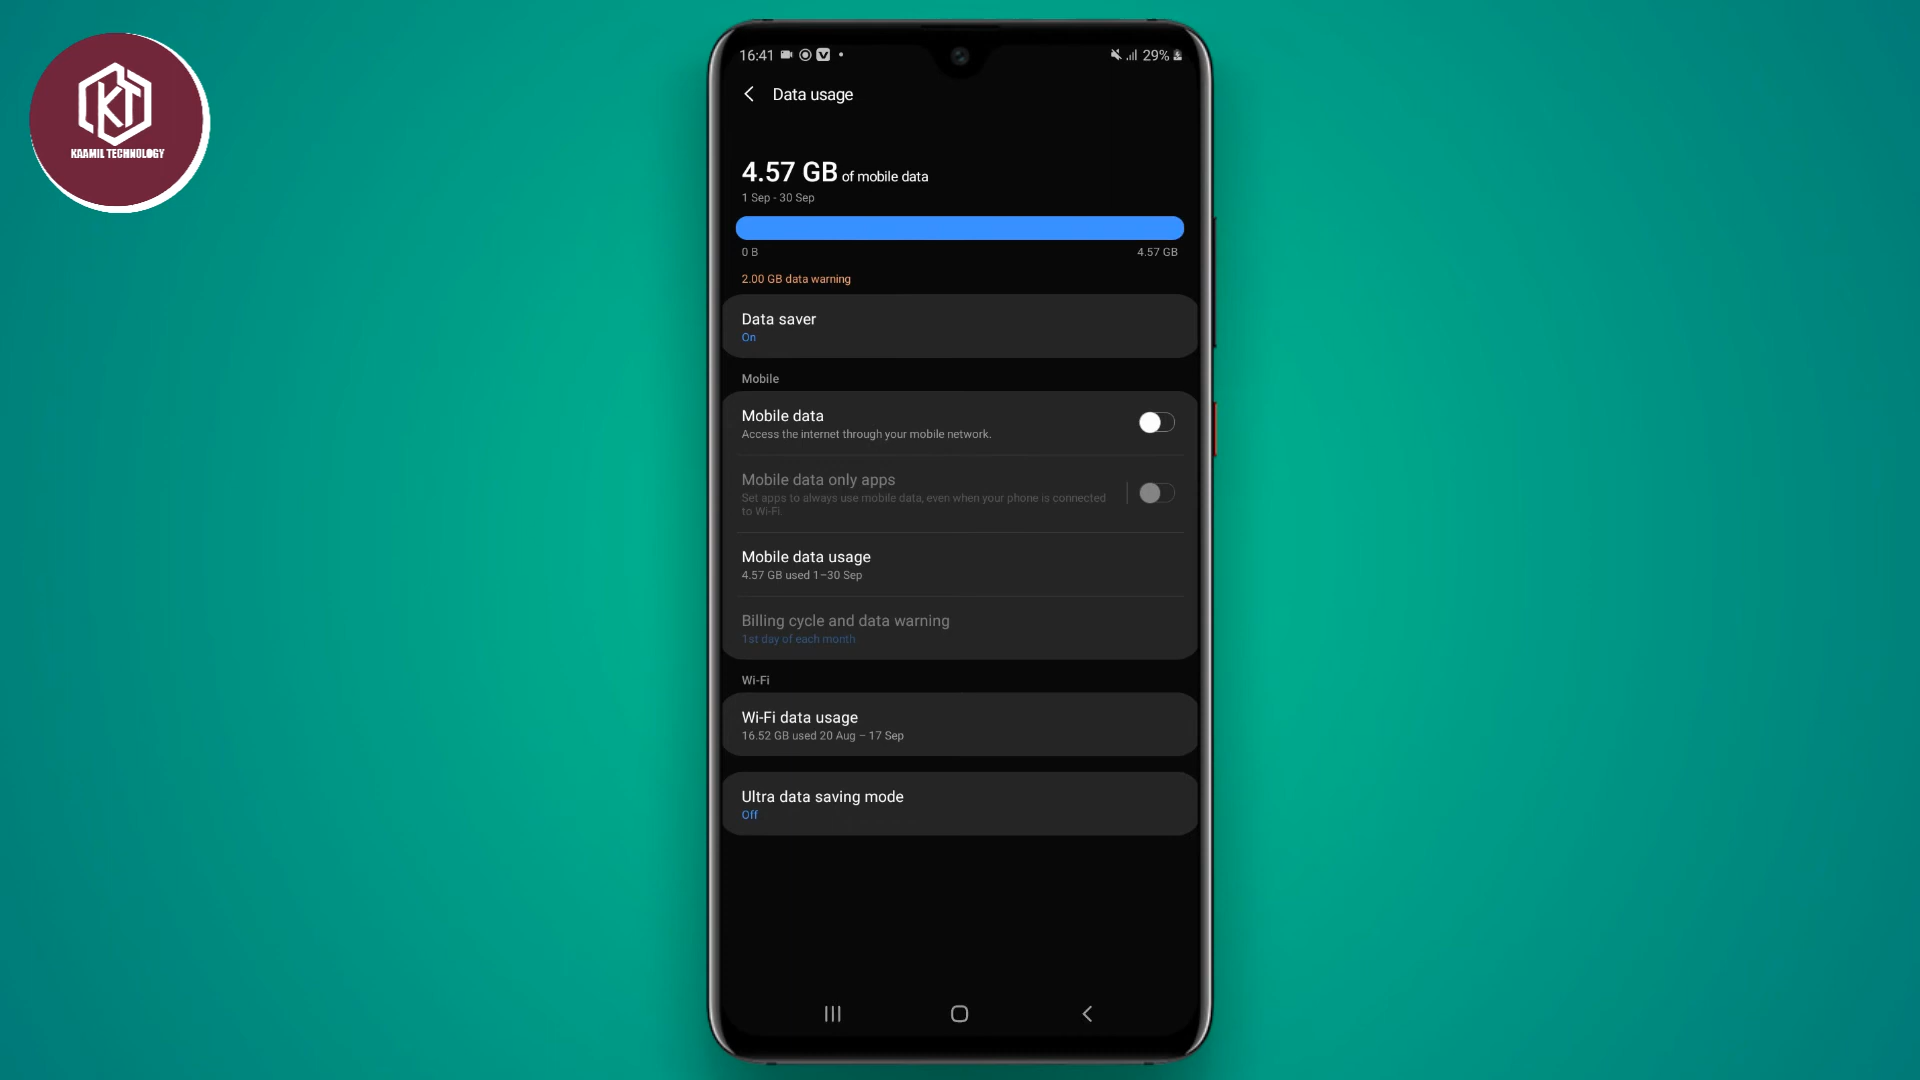 KT
KAAMIL TECHNOLOGY
16:41
29%
Data usage
4.57 GB of mobile data
1 Sep - 30 Sep
0 B
4.57 GB
2.00 GB data warning
Data saver
On
Mobile
Mobile data
Access the internet through your mobile network.
Mobile data only apps
Set apps to always use mobile data, even when your phone is connected
to Wi-Fi.
Mobile data usage
4.57 GB used 1–30 Sep
Billing cycle and data warning
1st day of each month
Wi-Fi
Wi-Fi data usage
16.52 GB used 20 Aug – 17 Sep
Ultra data saving mode
Off